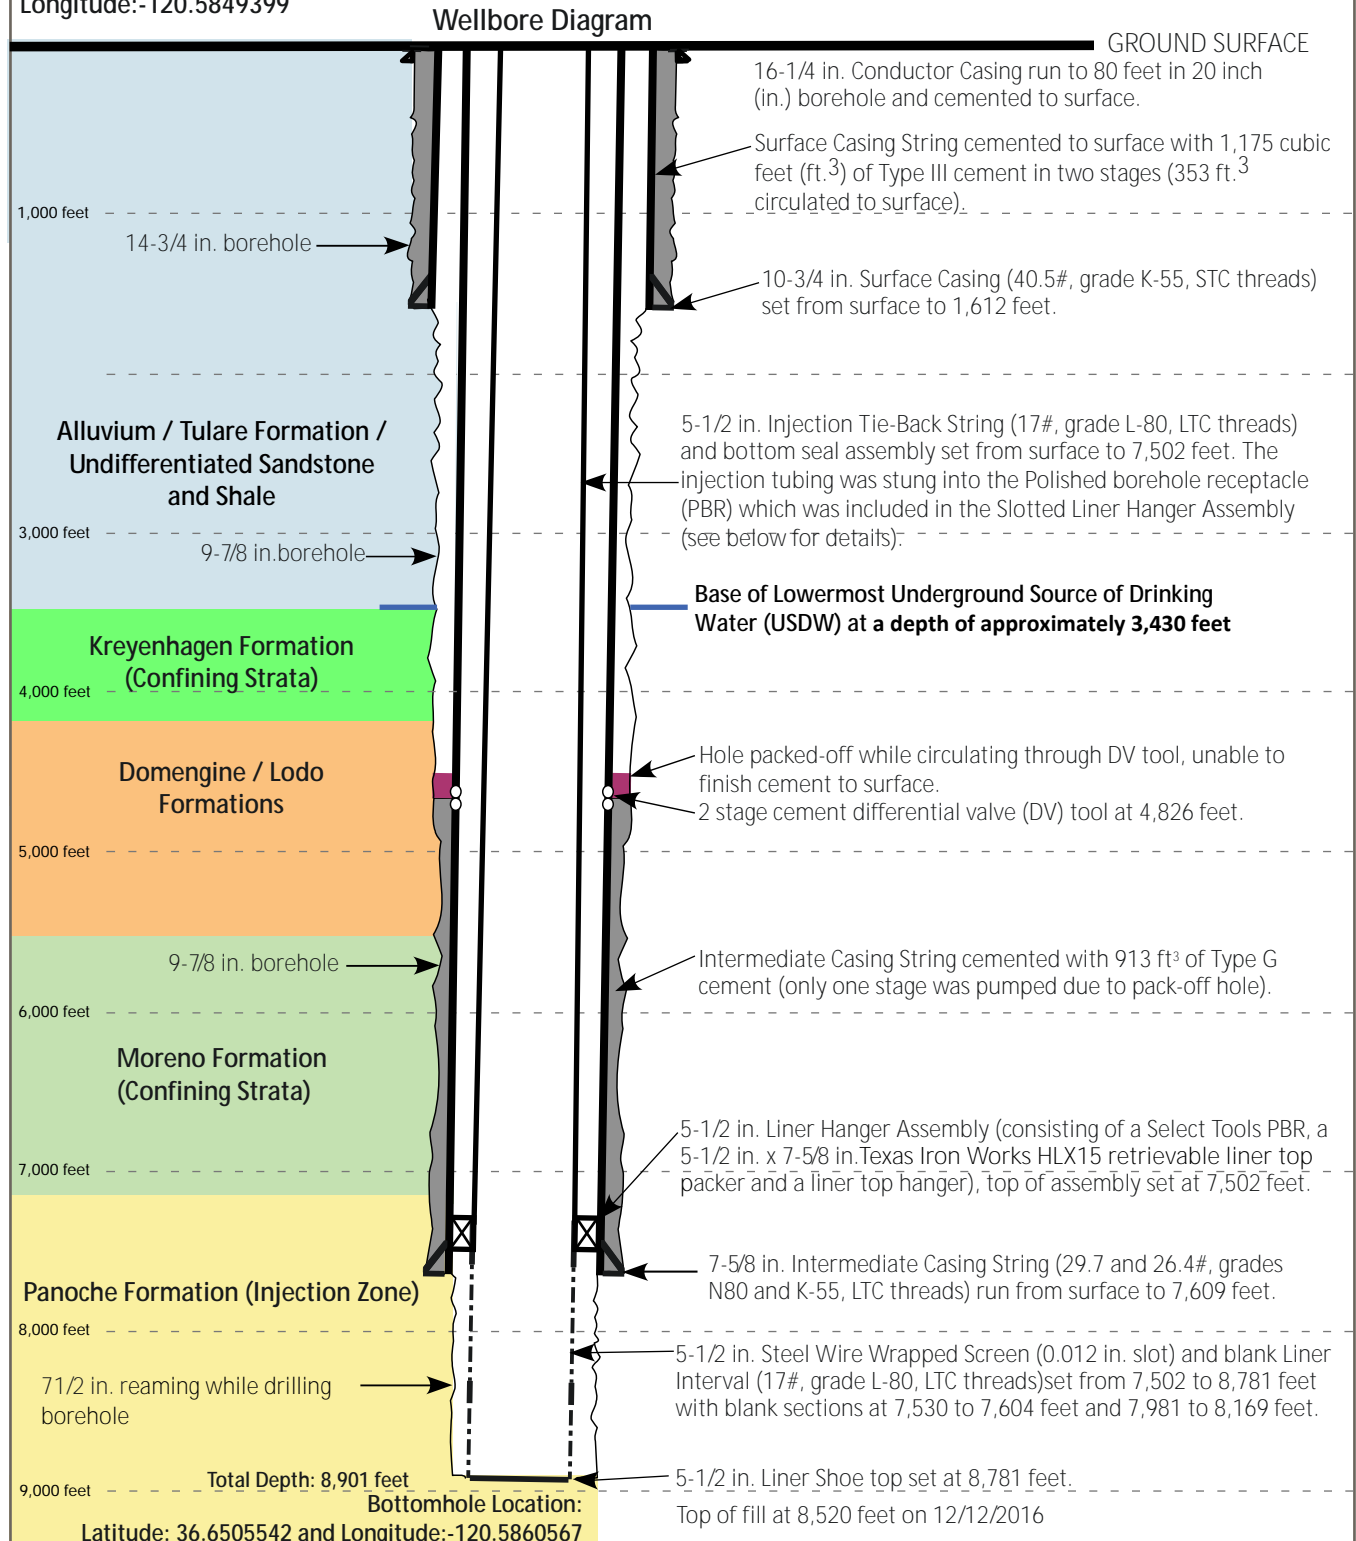 Longitude:-120.5849399
Wellbore Diagram
GROUND SURFACE
16-1/4 in. Conductor Casing run to 80 feet in 20 inch
(in.) borehole and cemented to surface.
Surface Casing String cemented to surface with 1,175 cubic
feet (ft.3) of Type III cement in two stages (353 ft.3
circulated to surface).
1,000 feet
14-3/4 in. borehole
10-3/4 in. Surface Casing (40.5#, grade K-55, STC threads)
set from surface to 1,612 feet.
Alluvium / Tulare Formation /
Undifferentiated Sandstone
and Shale
5-1/2 in. Injection Tie-Back String (17#, grade L-80, LTC threads)
and bottom seal assembly set from surface to 7,502 feet. The
injection tubing was stung into the Polished borehole receptacle
(PBR) which was included in the Slotted Liner Hanger Assembly
(see below for details).
3,000 feet
9-7/8 in.borehole
Base of Lowermost Underground Source of Drinking
Water (USDW) at a depth of approximately 3,430 feet
Kreyenhagen Formation
(Confining Strata)
4,000 feet
Domengine / Lodo
Formations
Hole packed-off while circulating through DV tool, unable to
finish cement to surface.
2 stage cement differential valve (DV) tool at 4,826 feet.
5,000 feet
9-7/8 in. borehole
Intermediate Casing String cemented with 913 ft³ of Type G
cement (only one stage was pumped due to pack-off hole).
6,000 feet
Moreno Formation
(Confining Strata)
5-1/2 in. Liner Hanger Assembly (consisting of a Select Tools PBR, a
5-1/2 in. x 7-5/8 in.Texas Iron Works HLX15 retrievable liner top
packer and a liner top hanger), top of assembly set at 7,502 feet.
7,000 feet
7-5/8 in. Intermediate Casing String (29.7 and 26.4#, grades
N80 and K-55, LTC threads) run from surface to 7,609 feet.
Panoche Formation (Injection Zone)
8,000 feet
5-1/2 in. Steel Wire Wrapped Screen (0.012 in. slot) and blank Liner
Interval (17#, grade L-80, LTC threads)set from 7,502 to 8,781 feet
with blank sections at 7,530 to 7,604 feet and 7,981 to 8,169 feet.
71/2 in. reaming while drilling
borehole
Total Depth: 8,901 feet
5-1/2 in. Liner Shoe top set at 8,781 feet.
9,000 feet
Top of fill at 8,520 feet on 12/12/2016
Bottomhole Location:
Latitude: 36.6505542 and Longitude:-120.5860567